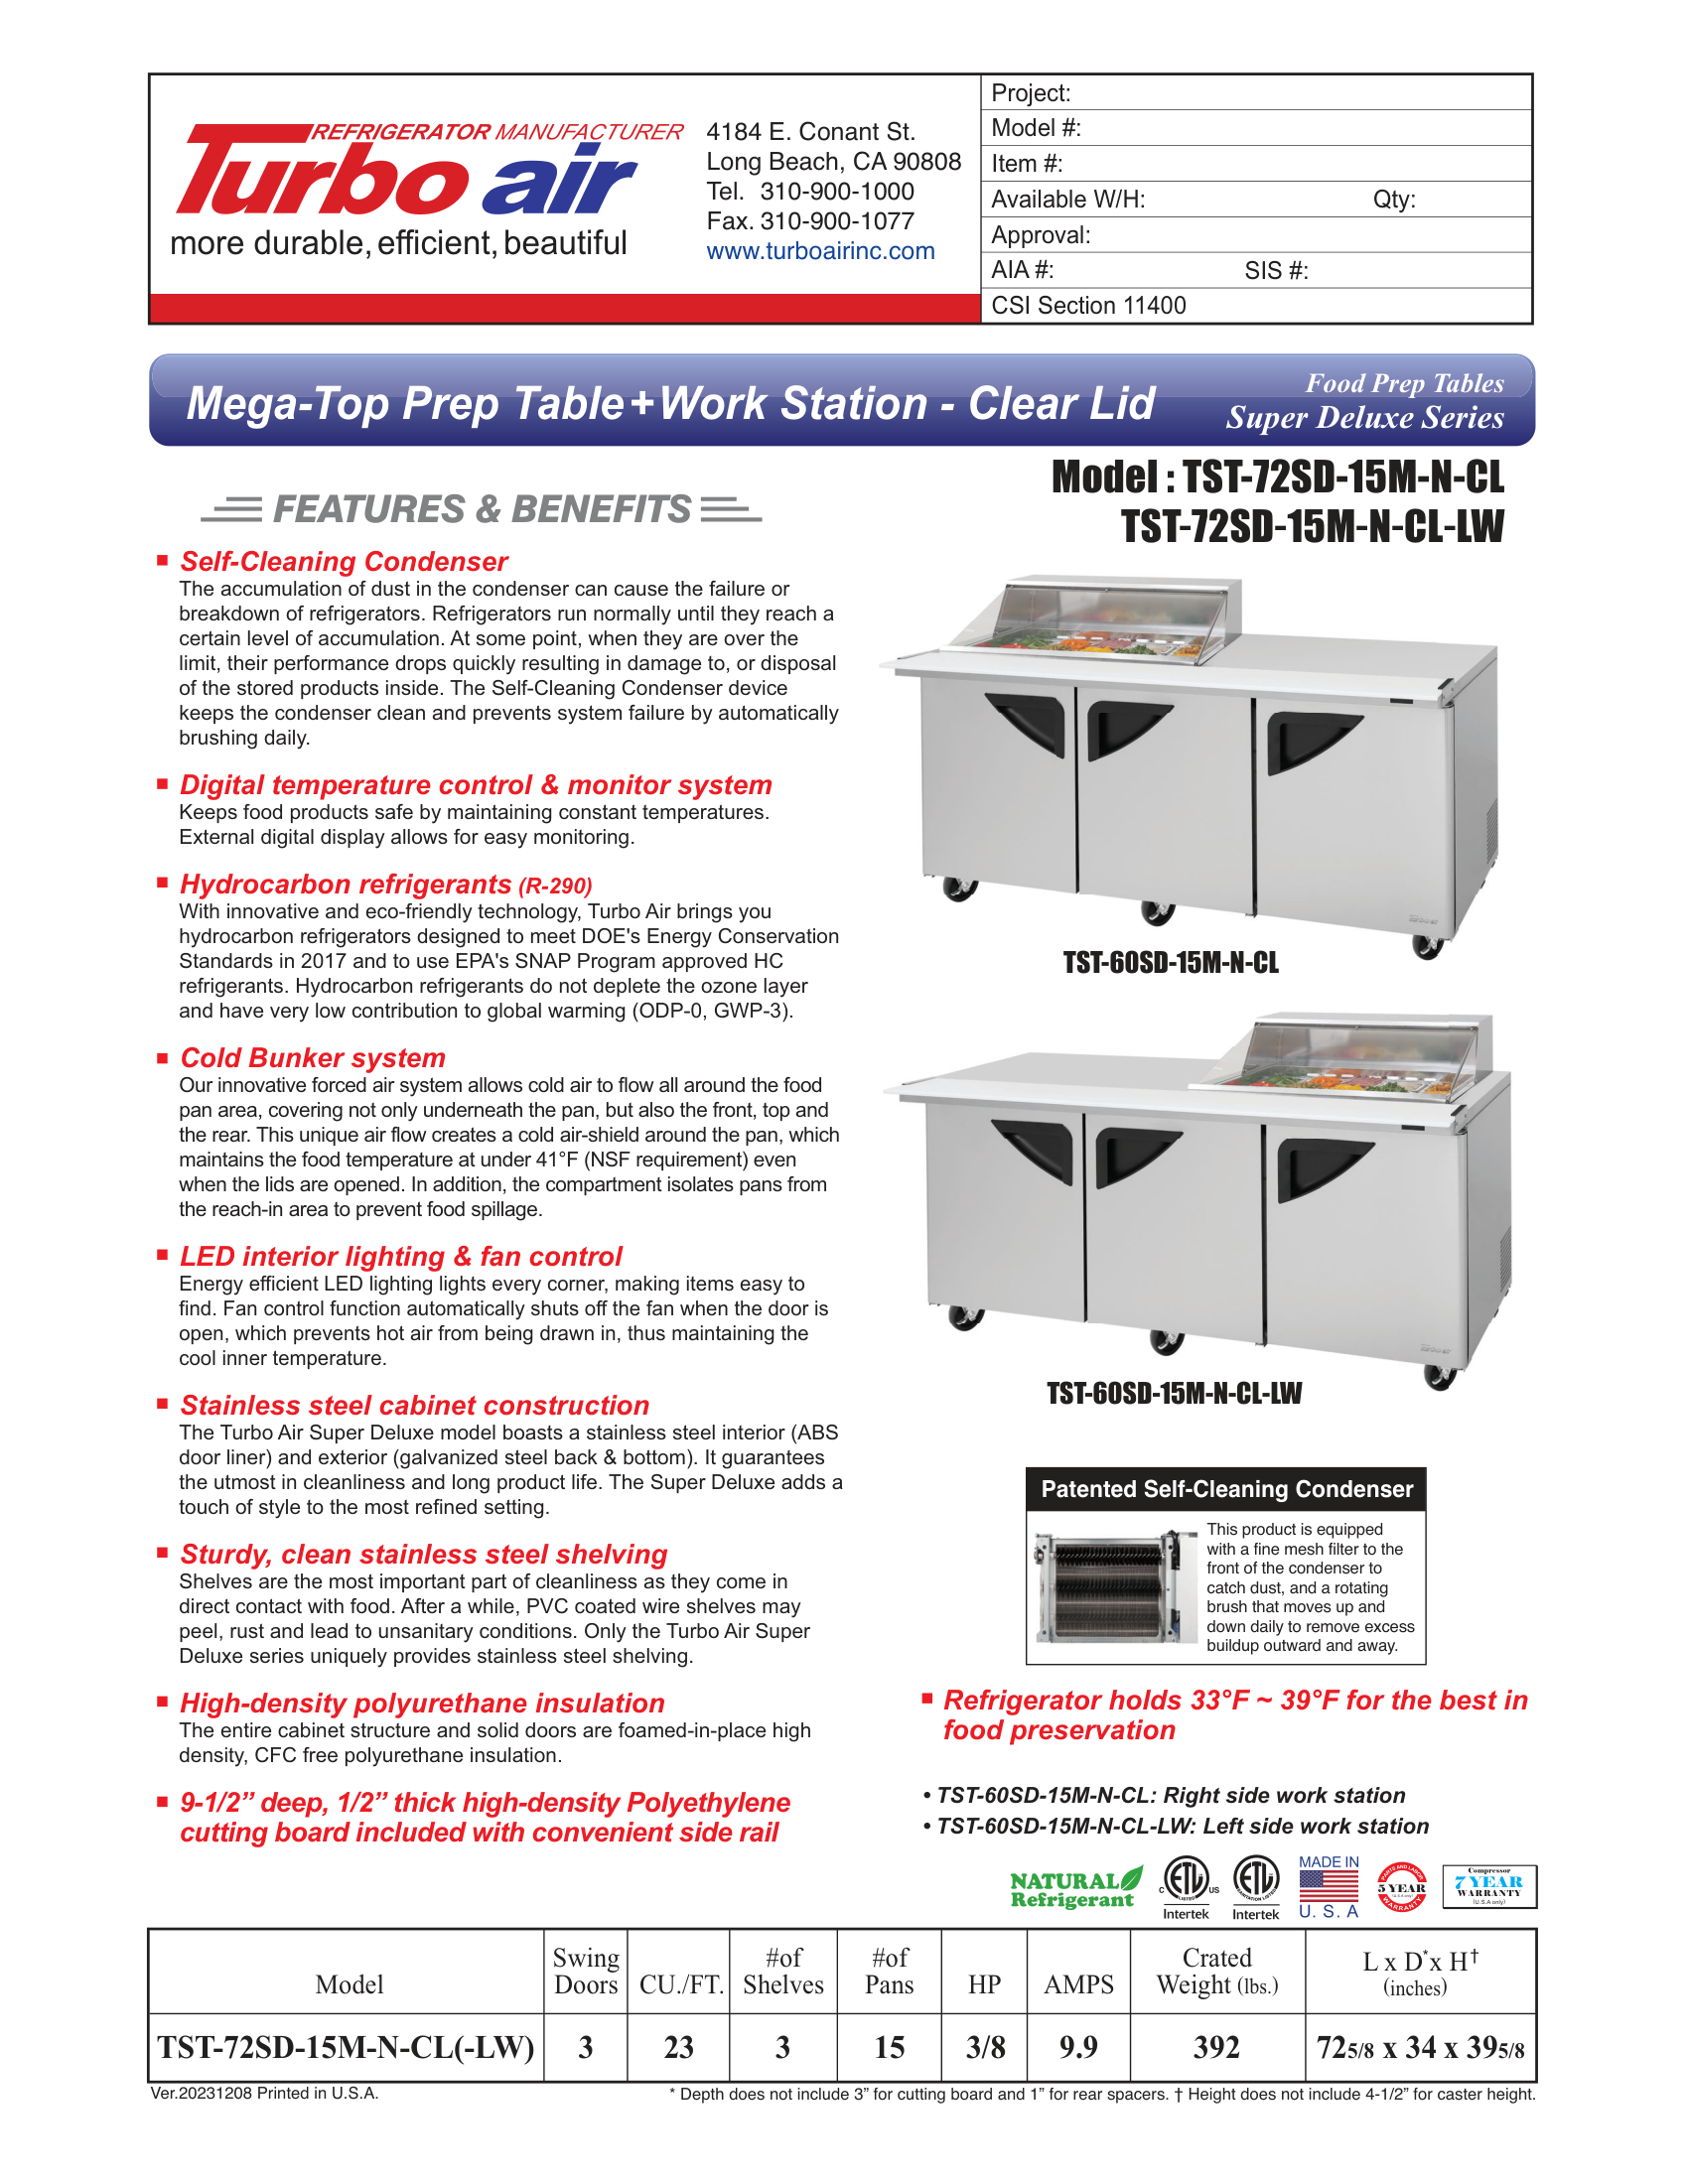 REFRIGERATOR MANUFACTURER
Turbo air
more durable, efficient, beautiful
4184 E. Conant St.
Long Beach, CA 90808
Tel. 310-900-1000
Fax. 310-900-1077
www.turboairinc.com
Project:
Model #:
Item #:
Available W/H: Qty:
Approval:
AIA #: SIS #:
CSI Section 11400
Mega-Top Prep Table+Work Station - Clear Lid
Food Prep Tables
Super Deluxe Series
Model : TST-72SD-15M-N-CL
TST-72SD-15M-N-CL-LW
FEATURES & BENEFITS
Self-Cleaning Condenser
The accumulation of dust in the condenser can cause the failure or
breakdown of refrigerators. Refrigerators run normally until they reach a
certain level of accumulation. At some point, when they are over the
limit, their performance drops quickly resulting in damage to, or disposal
of the stored products inside. The Self-Cleaning Condenser device
keeps the condenser clean and prevents system failure by automatically
brushing daily.
Digital temperature control & monitor system
Keeps food products safe by maintaining constant temperatures.
External digital display allows for easy monitoring.
Hydrocarbon refrigerants (R-290)
With innovative and eco-friendly technology, Turbo Air brings you
hydrocarbon refrigerators designed to meet DOE's Energy Conservation
Standards in 2017 and to use EPA's SNAP Program approved HC
refrigerants. Hydrocarbon refrigerants do not deplete the ozone layer
and have very low contribution to global warming (ODP-0, GWP-3).
Cold Bunker system
Our innovative forced air system allows cold air to flow all around the food
pan area, covering not only underneath the pan, but also the front, top and
the rear. This unique air flow creates a cold air-shield around the pan, which
maintains the food temperature at under 41°F (NSF requirement) even
when the lids are opened. In addition, the compartment isolates pans from
the reach-in area to prevent food spillage.
LED interior lighting & fan control
Energy efficient LED lighting lights every corner, making items easy to
find. Fan control function automatically shuts off the fan when the door is
open, which prevents hot air from being drawn in, thus maintaining the
cool inner temperature.
Stainless steel cabinet construction
The Turbo Air Super Deluxe model boasts a stainless steel interior (ABS
door liner) and exterior (galvanized steel back & bottom). It guarantees
the utmost in cleanliness and long product life. The Super Deluxe adds a
touch of style to the most refined setting.
Sturdy, clean stainless steel shelving
Shelves are the most important part of cleanliness as they come in
direct contact with food. After a while, PVC coated wire shelves may
peel, rust and lead to unsanitary conditions. Only the Turbo Air Super
Deluxe series uniquely provides stainless steel shelving.
High-density polyurethane insulation
The entire cabinet structure and solid doors are foamed-in-place high
density, CFC free polyurethane insulation.
9-1/2” deep, 1/2” thick high-density Polyethylene
cutting board included with convenient side rail
TST-60SD-15M-N-CL
TST-60SD-15M-N-CL-LW
Patented Self-Cleaning Condenser
This product is equipped
with a fine mesh filter to the
front of the condenser to
catch dust, and a rotating
brush that moves up and
down daily to remove excess
buildup outward and away.
Refrigerator holds 33°F ~ 39°F for the best in
food preservation
• TST-60SD-15M-N-CL: Right side work station
• TST-60SD-15M-N-CL-LW: Left side work station
NATURAL
Refrigerant
C ETL US
LISTED
Intertek
ETL
SANITATION LISTED
Intertek
MADE IN
U. S. A
PARTS AND LABOR
5 YEAR
(U.S.A only)
WARRANTY
Compressor
7 YEAR
WARRANTY
(U.S.A only)
Model Swing Doors CU./FT. #of Shelves #of Pans HP AMPS Crated Weight (lbs.) L x D* x H† (inches)
TST-72SD-15M-N-CL(-LW) 3 23 3 15 3/8 9.9 392 725/8 x 34 x 395/8
Ver.20231208 Printed in U.S.A.
* Depth does not include 3” for cutting board and 1” for rear spacers. † Height does not include 4-1/2” for caster height.